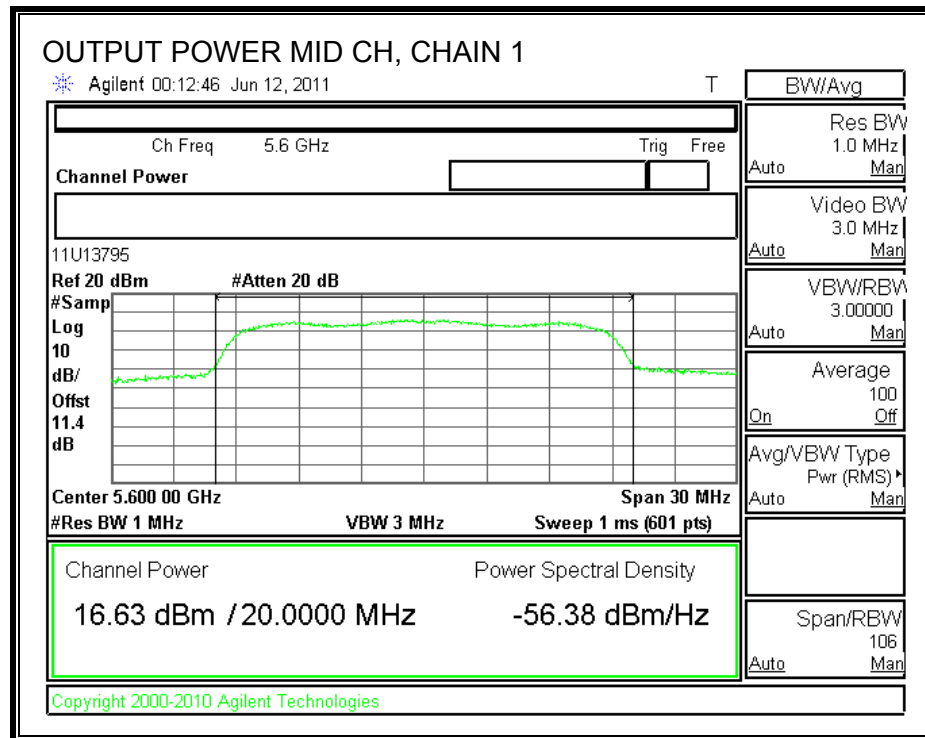 OUTPUT POWER MID CH, CHAIN 1
Agilent 00:12:46 Jun 12, 2011 T
Ch Freq 5.6 GHz Trig Free
Channel Power
11U13795
Ref 20 dBm #Atten 20 dB
#Samp
Log
10
dB/
Offst
11.4
dB
Center 5.600 00 GHz Span 30 MHz
#Res BW 1 MHz VBW 3 MHz Sweep 1 ms (601 pts)
Channel Power Power Spectral Density
16.63 dBm / 20.0000 MHz -56.38 dBm/Hz
Copyright 2000-2010 Agilent Technologies
BW/Avg
Res BW
1.0 MHz
Auto Man
Video BW
3.0 MHz
Auto Man
VBW/RBW
3.00000
Auto Man
Average
100
On Off
Avg/VBW Type
Pwr (RMS)
Auto Man
Span/RBW
106
Auto Man